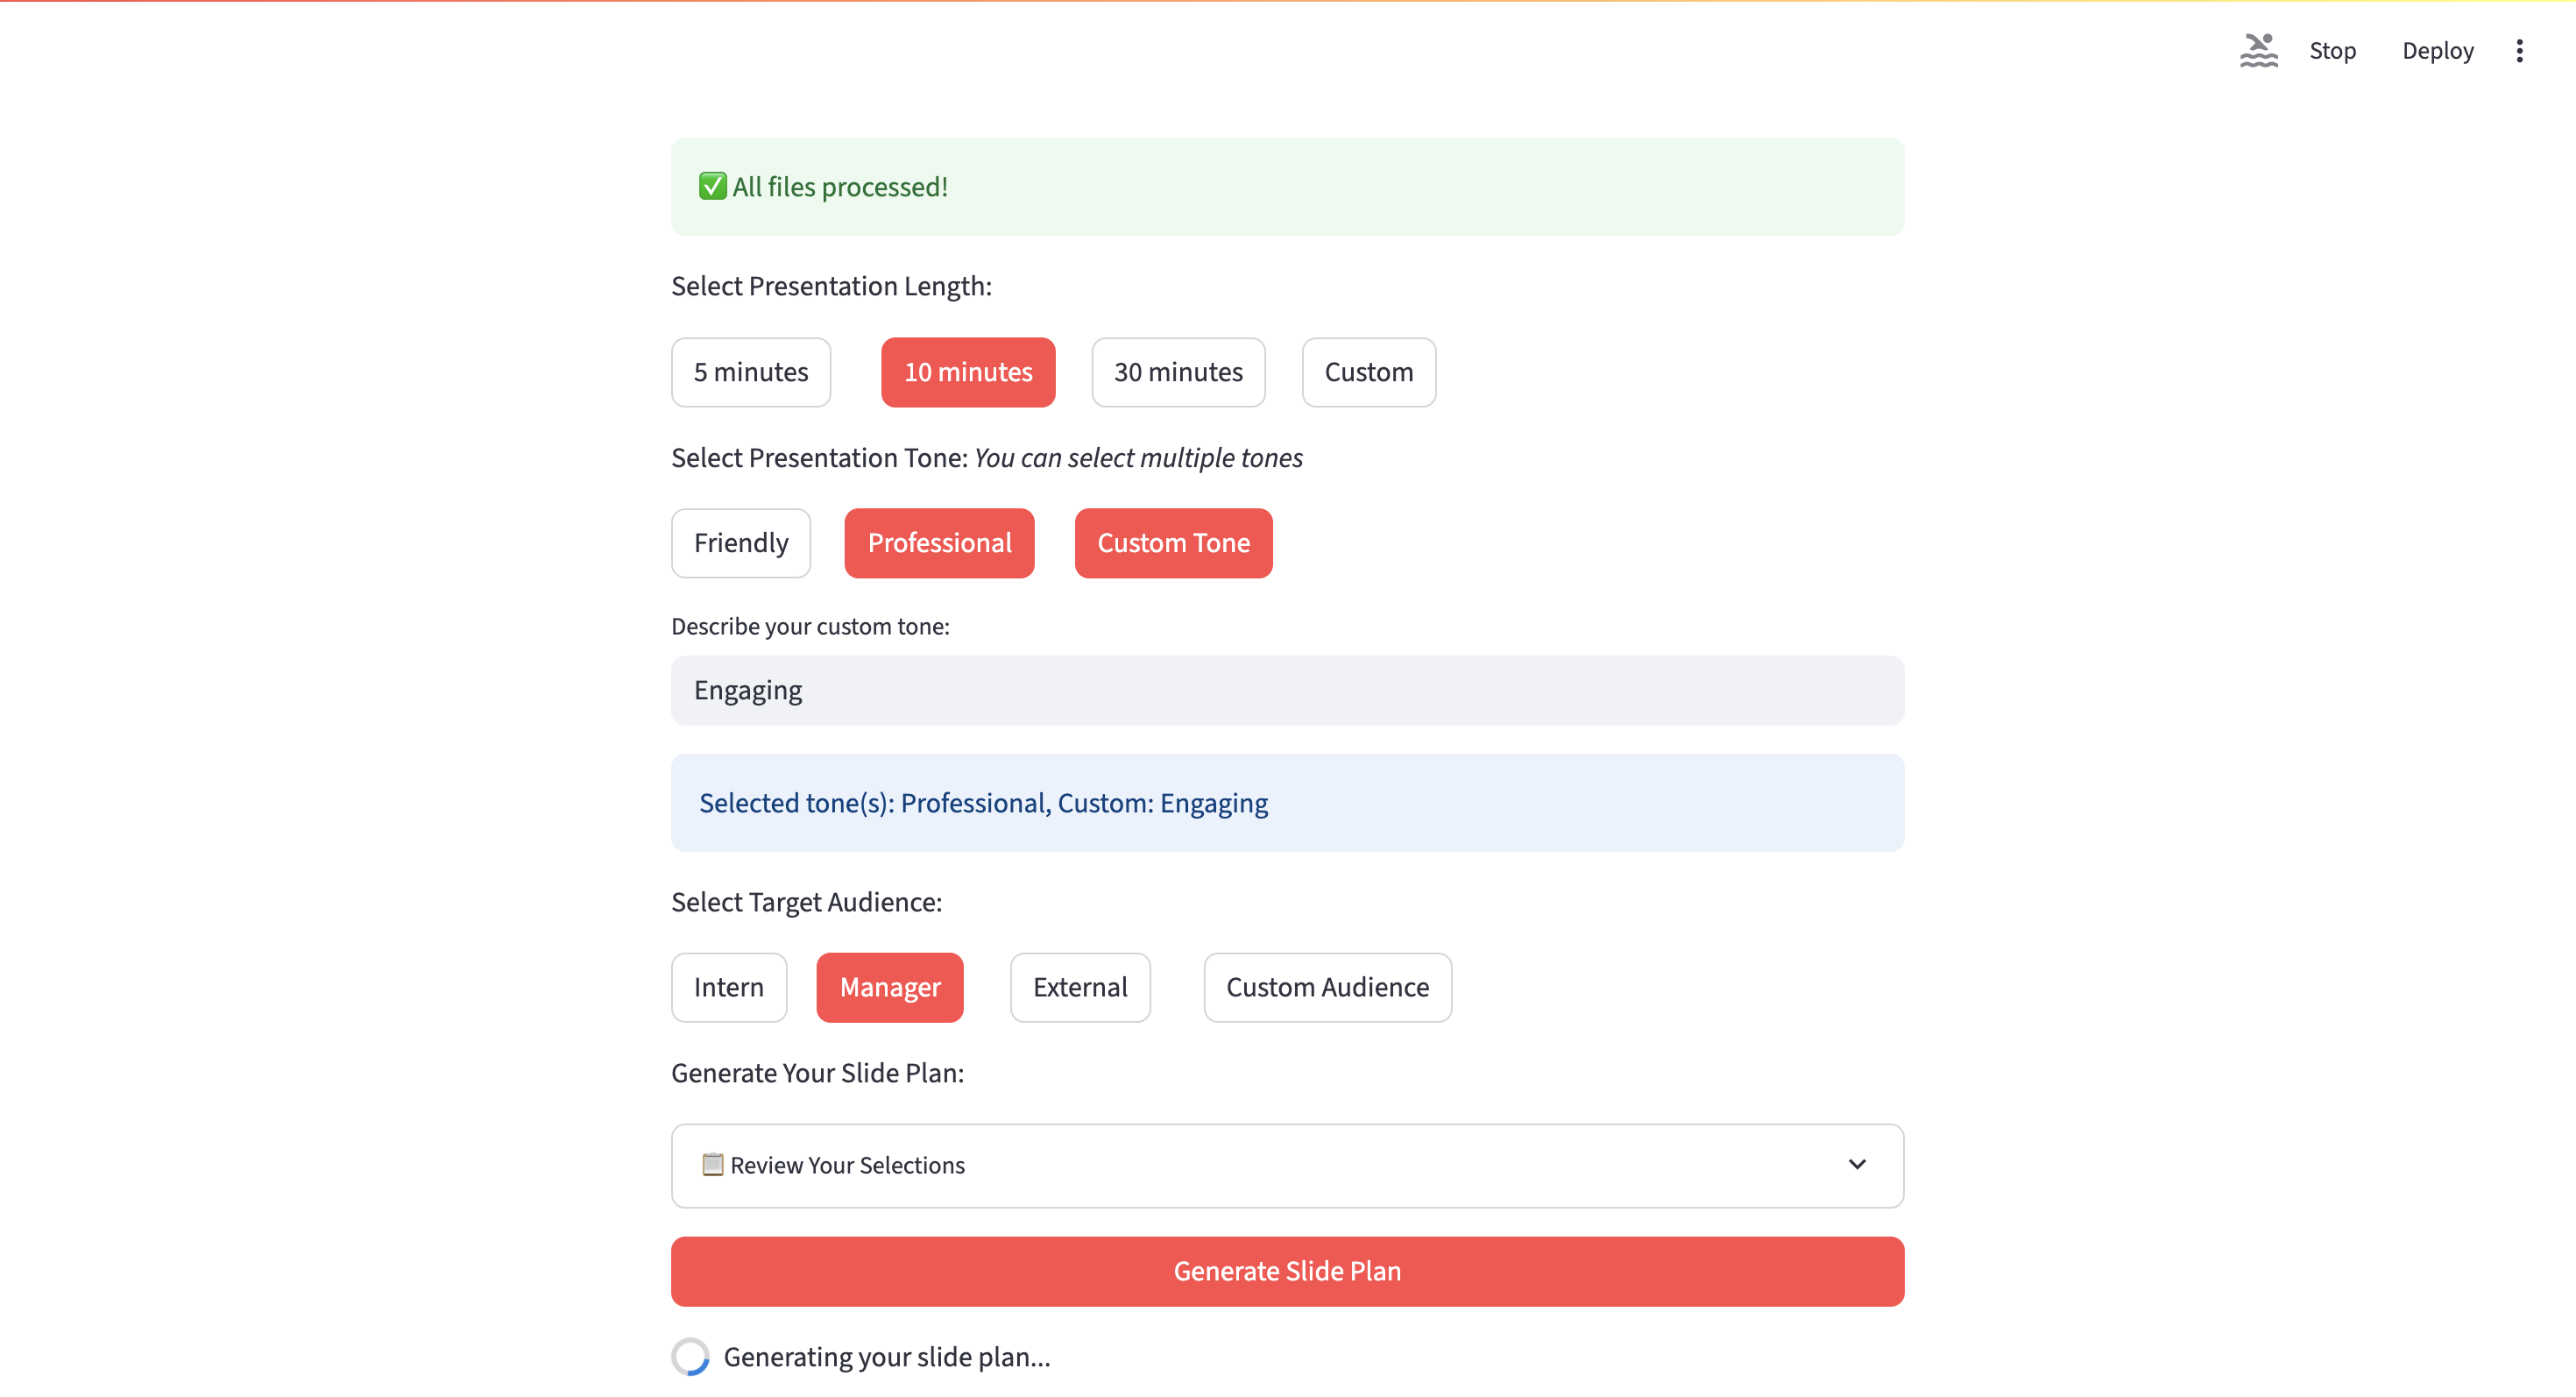 Stop Deploy
✅ All files processed!
Select Presentation Length:
5 minutes 10 minutes 30 minutes Custom
Select Presentation Tone: You can select multiple tones
Friendly Professional Custom Tone
Describe your custom tone:
Engaging
Selected tone(s): Professional, Custom: Engaging
Select Target Audience:
Intern Manager External Custom Audience
Generate Your Slide Plan:
📋 Review Your Selections
Generate Slide Plan
Generating your slide plan...